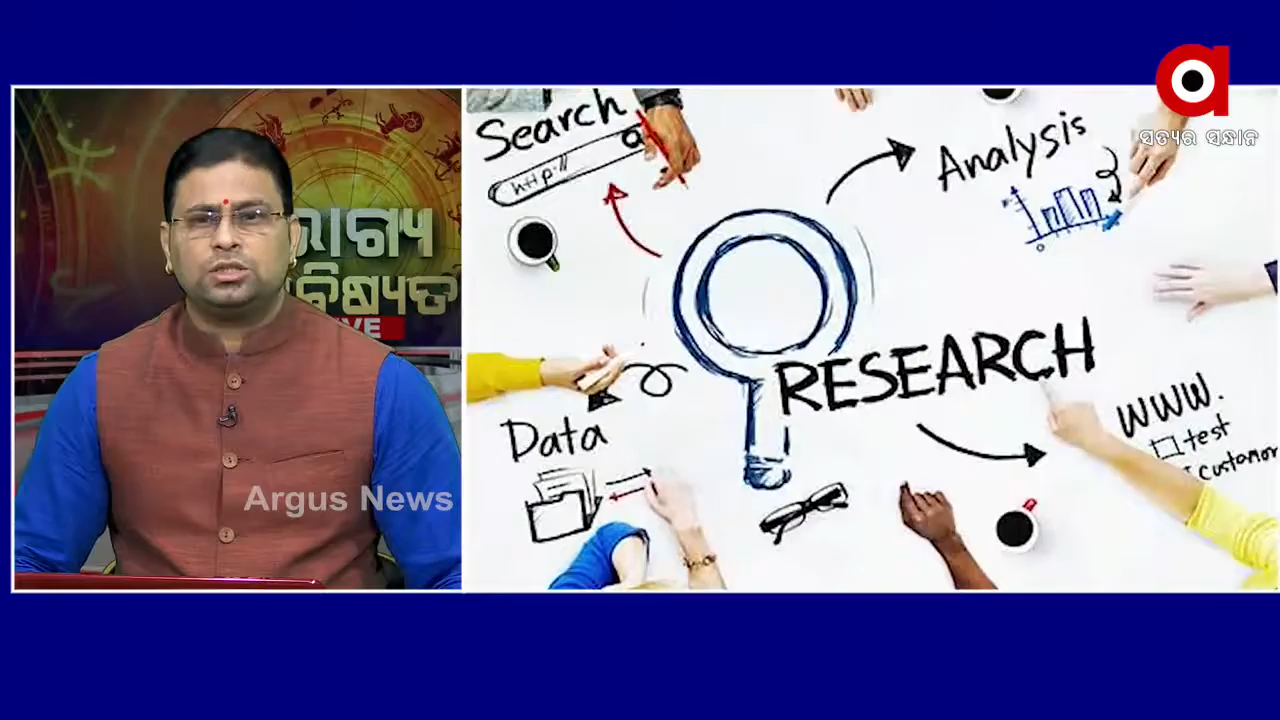 ସତ୍ୟର ସନ୍ଧାନ
Search
http://
Analysis
RESEARCH
Data
www.
test
customer
Argus News